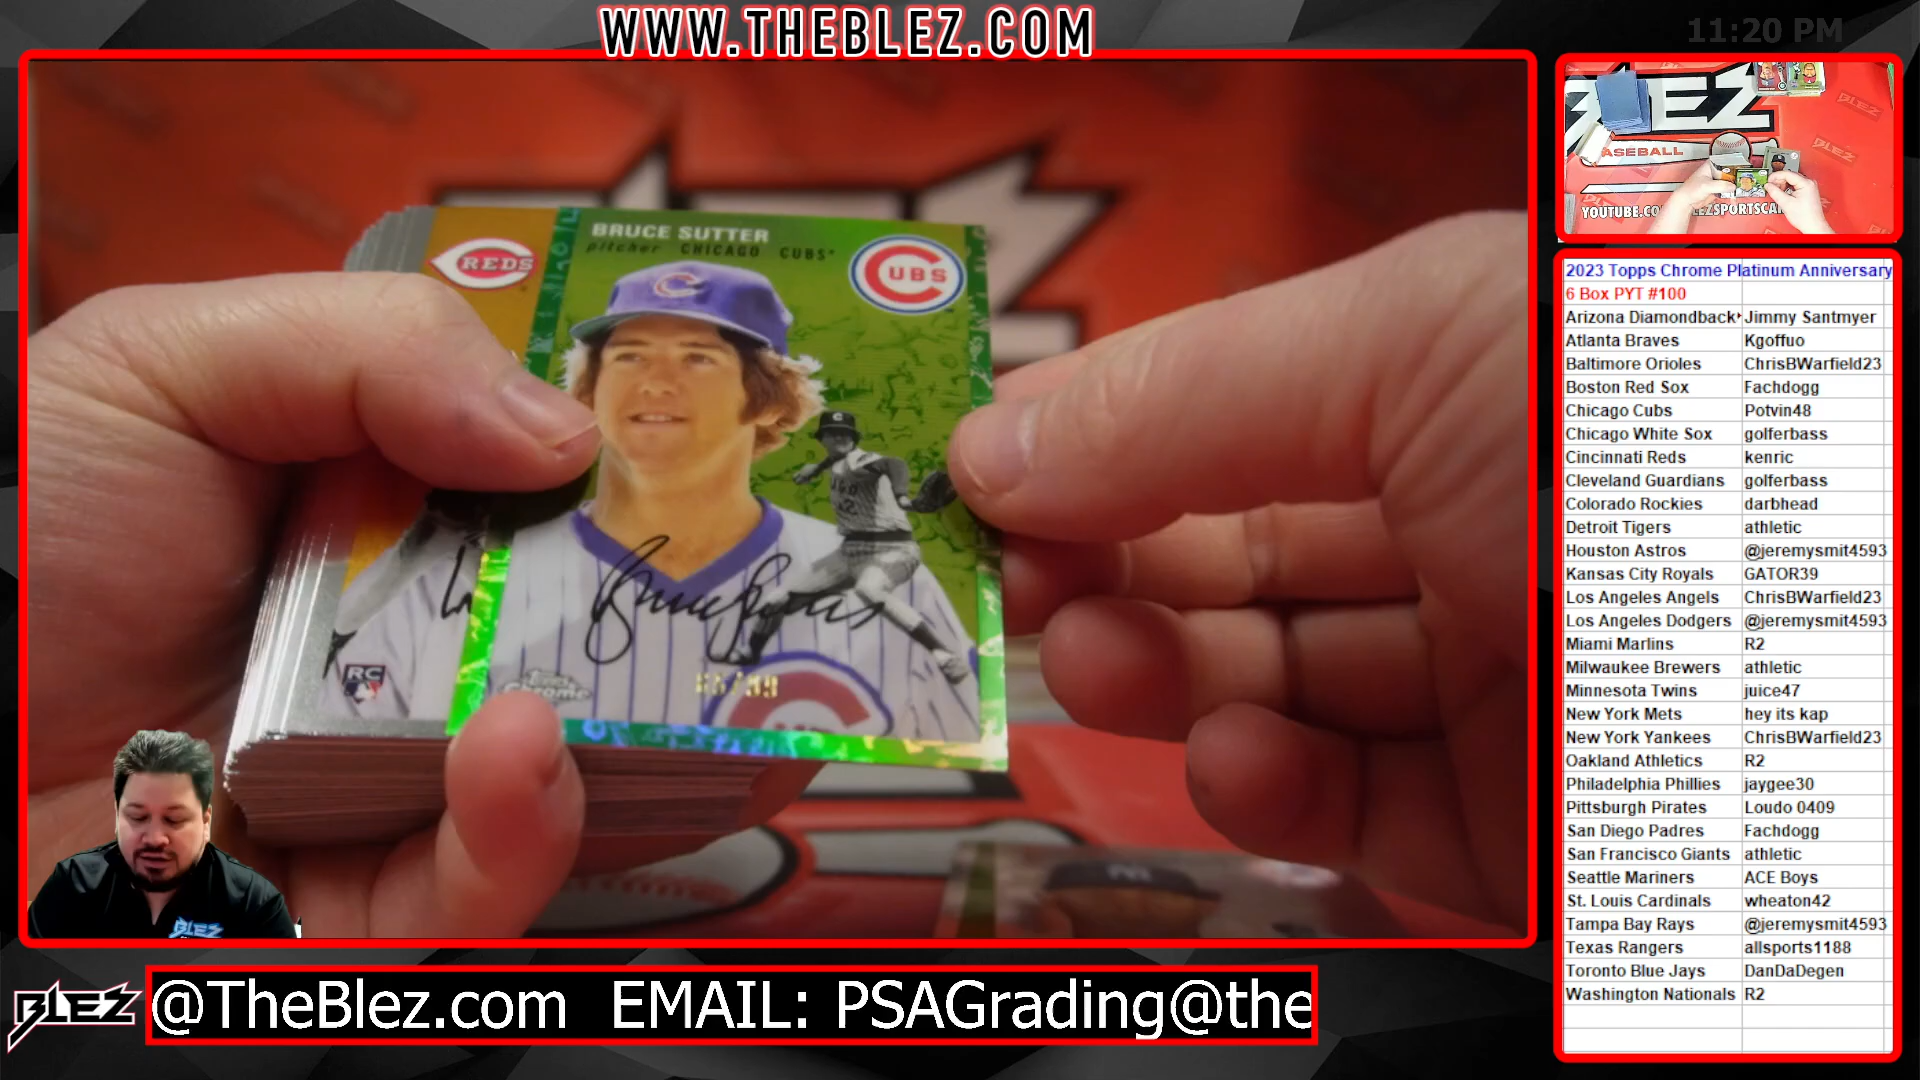 WWW.THEBLEZ.COM
11:20 PM
BRUCE SUTTER
pitcher CHICAGO CUBS
REDS
CUBS
RC
Topps Chrome
BLEZ
BASEBALL
YOUTUBE.CO
LEZSPORTSCA
2023 Topps Chrome Platinum Anniversary
6 Box PYT #100
Arizona Diamondback Jimmy Santmyer
Atlanta Braves Kgoffuo
Baltimore Orioles ChrisBWarfield23
Boston Red Sox Fachdogg
Chicago Cubs Potvin48
Chicago White Sox golferbass
Cincinnati Reds kenric
Cleveland Guardians golferbass
Colorado Rockies darbhead
Detroit Tigers athletic
Houston Astros @jeremysmit4593
Kansas City Royals GATOR39
Los Angeles Angels ChrisBWarfield23
Los Angeles Dodgers @jeremysmit4593
Miami Marlins R2
Milwaukee Brewers athletic
Minnesota Twins juice47
New York Mets hey its kap
New York Yankees ChrisBWarfield23
Oakland Athletics R2
Philadelphia Phillies jaygee30
Pittsburgh Pirates Loudo 0409
San Diego Padres Fachdogg
San Francisco Giants athletic
Seattle Mariners ACE Boys
St. Louis Cardinals wheaton42
Tampa Bay Rays @jeremysmit4593
Texas Rangers allsports1188
Toronto Blue Jays DanDaDegen
Washington Nationals R2
BLEZ
BLEZ
@TheBlez.com EMAIL: PSAGrading@the